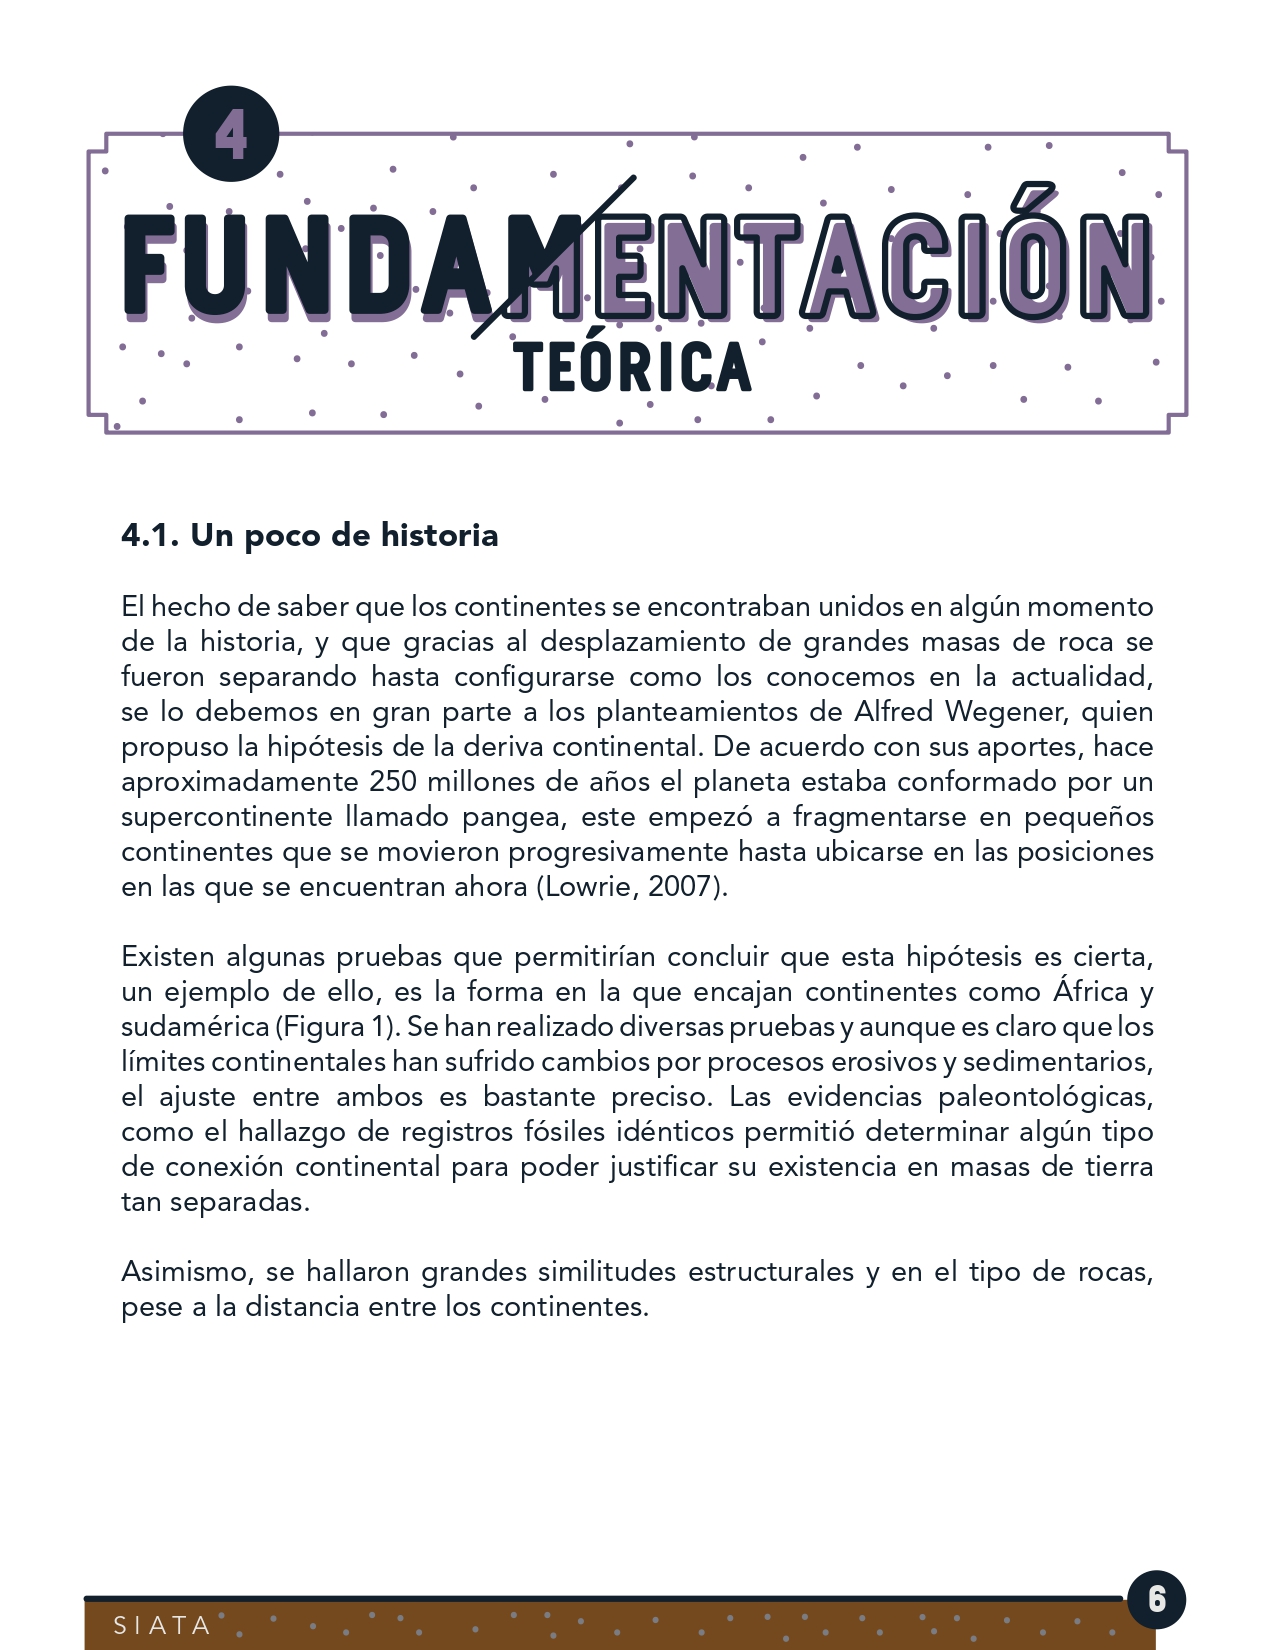 4
FUNDAMENTACIÓN
TEÓRICA
4.1. Un poco de historia
El hecho de saber que los continentes se encontraban unidos en algún momento
de la historia, y que gracias al desplazamiento de grandes masas de roca se
fueron separando hasta configurarse como los conocemos en la actualidad,
se lo debemos en gran parte a los planteamientos de Alfred Wegener, quien
propuso la hipótesis de la deriva continental. De acuerdo con sus aportes, hace
aproximadamente 250 millones de años el planeta estaba conformado por un
supercontinente llamado pangea, este empezó a fragmentarse en pequeños
continentes que se movieron progresivamente hasta ubicarse en las posiciones
en las que se encuentran ahora (Lowrie, 2007).
Existen algunas pruebas que permitirían concluir que esta hipótesis es cierta,
un ejemplo de ello, es la forma en la que encajan continentes como África y
sudamérica (Figura 1). Se han realizado diversas pruebas y aunque es claro que los
límites continentales han sufrido cambios por procesos erosivos y sedimentarios,
el ajuste entre ambos es bastante preciso. Las evidencias paleontológicas,
como el hallazgo de registros fósiles idénticos permitió determinar algún tipo
de conexión continental para poder justificar su existencia en masas de tierra
tan separadas.
Asimismo, se hallaron grandes similitudes estructurales y en el tipo de rocas,
pese a la distancia entre los continentes.
SIATA
6